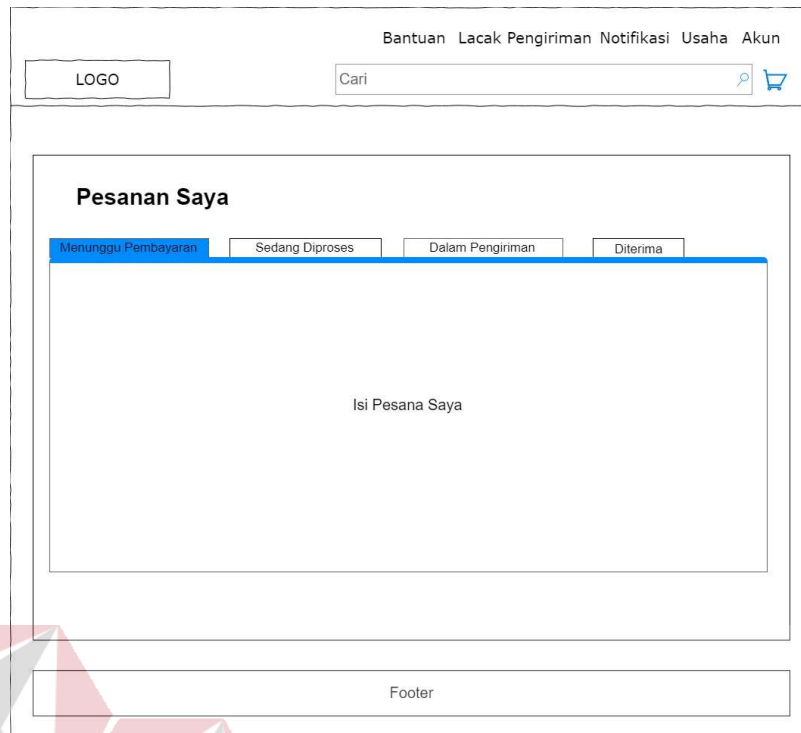 Bantuan Lacak Pengiriman Notifikasi Usaha Akun
LOGO
Cari
Pesanan Saya
Menunggu Pembayaran Sedang Diproses Dalam Pengiriman Diterima
Isi Pesana Saya
Footer